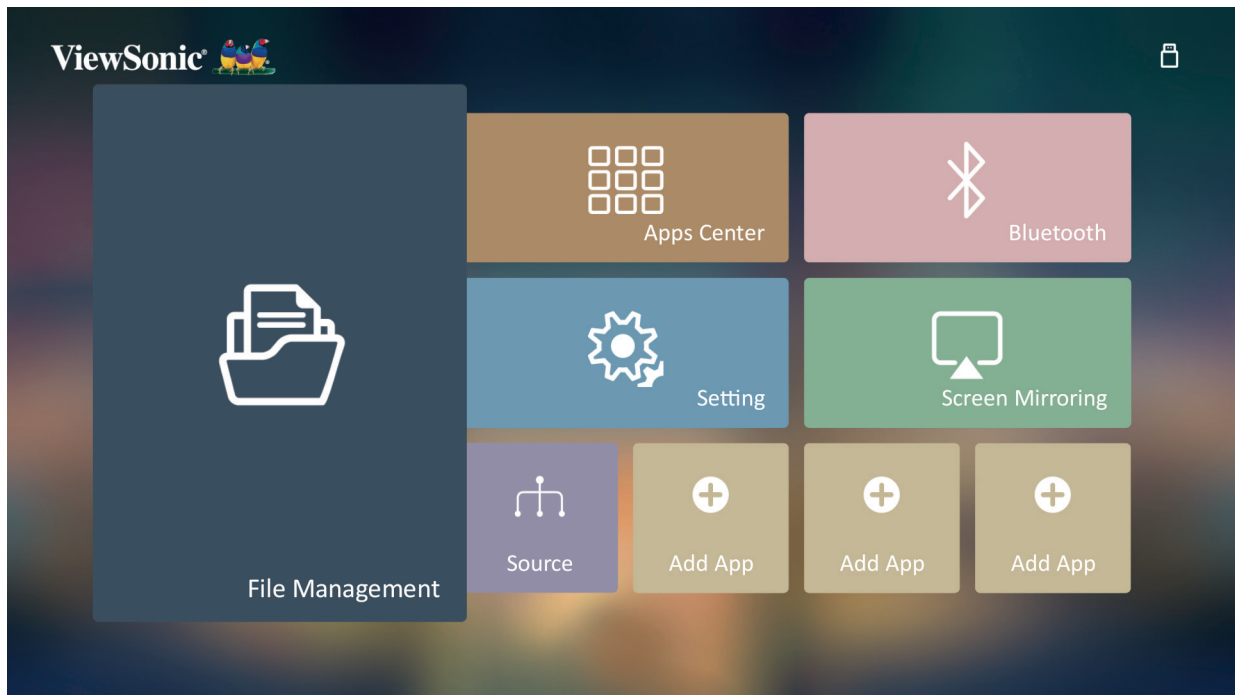 ViewSonic®
Apps Center
Bluetooth
Setting
Screen Mirroring
File Management
Source
Add App
Add App
Add App